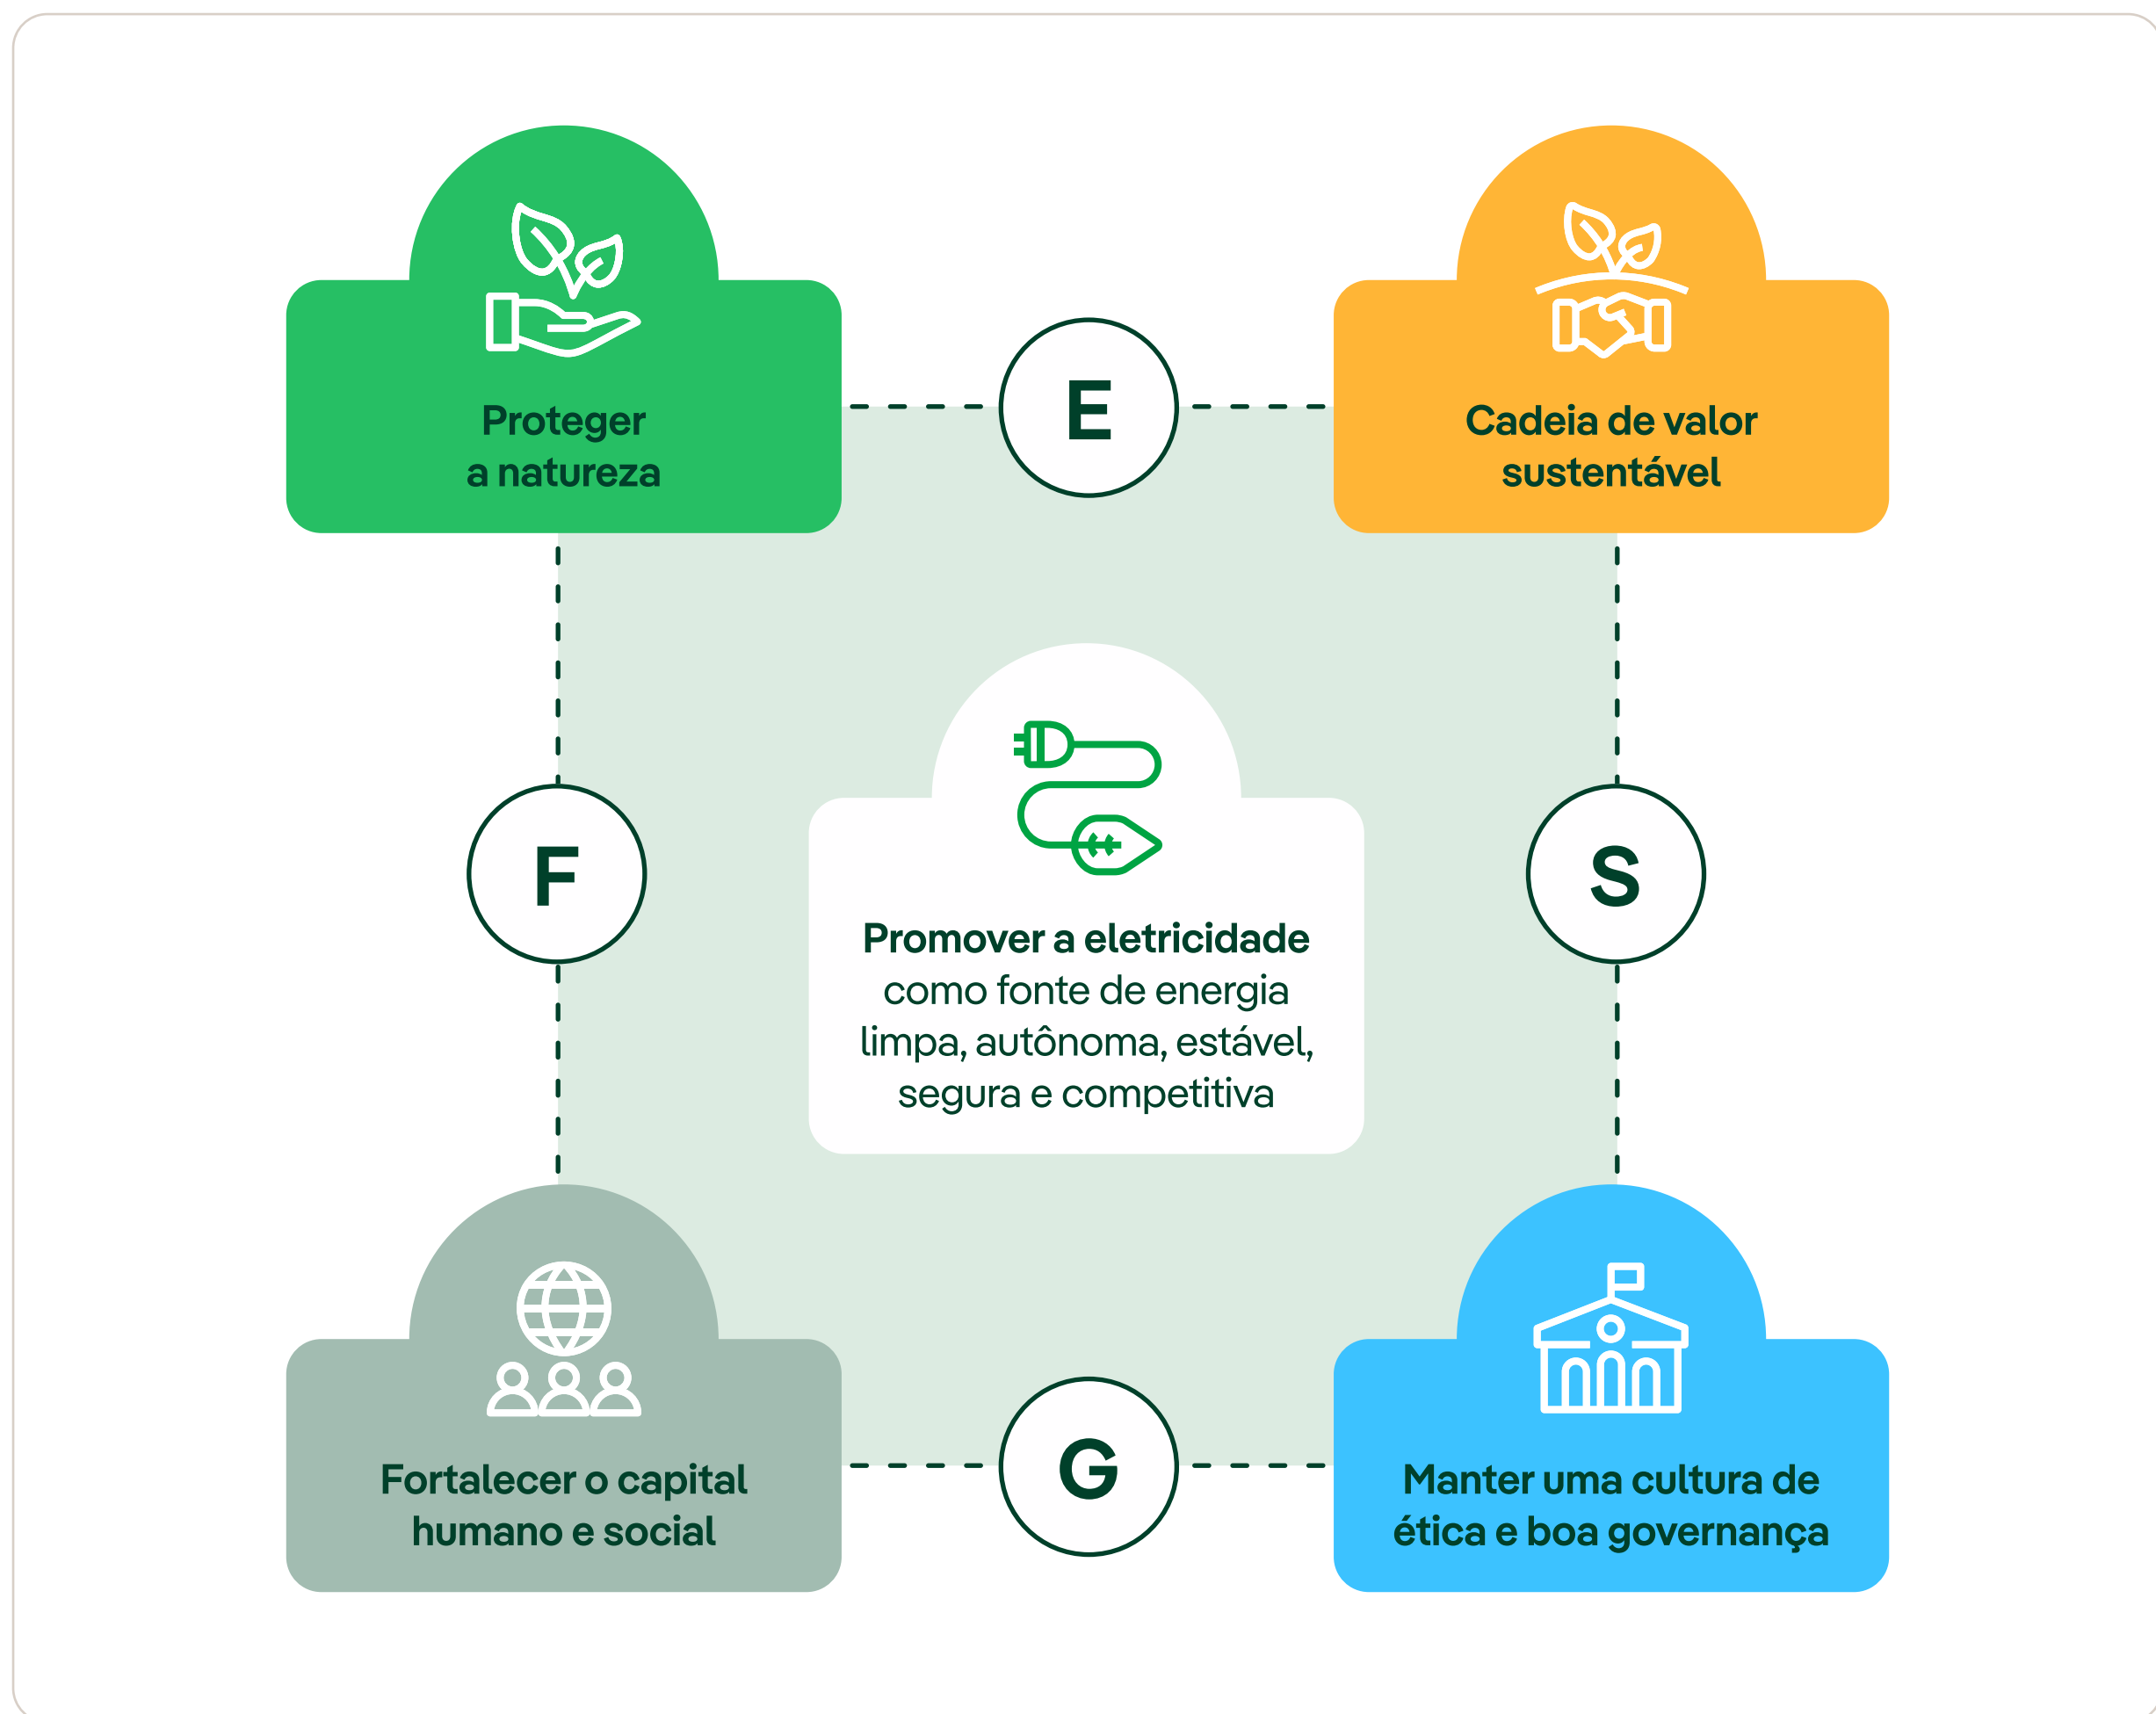 Proteger
a natureza
E
Cadeia de valor
sustentável
F
Promover a eletricidade
como fonte de energia
limpa, autônoma, estável,
segura e competitiva
S
Fortalecer o capital
humano e social
G
Manter uma cultura de
ética e boa governança